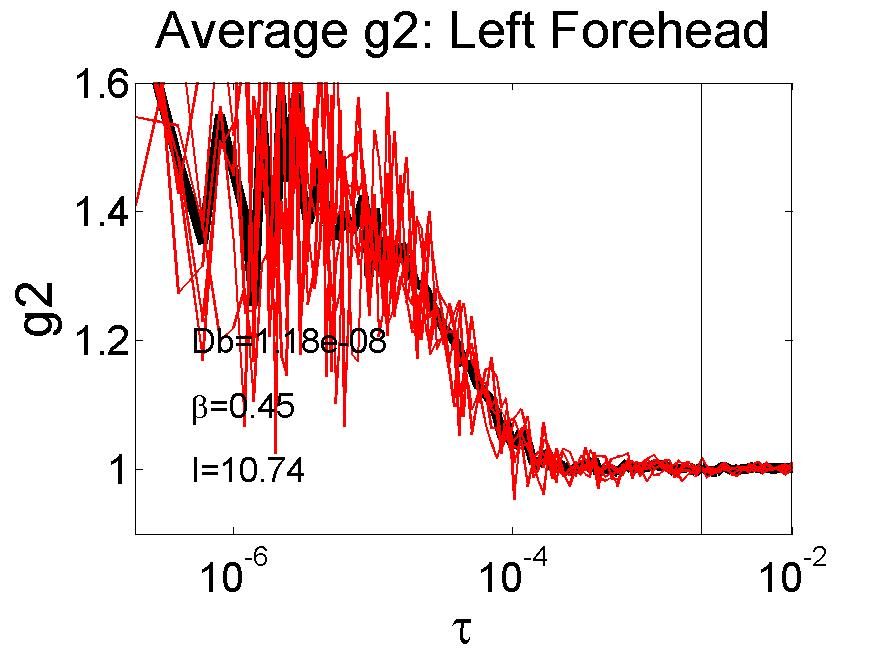 Average g2: Left Forehead
1.6
1.4
g2
1.2
Db=1.18e-08
β=0.45
1
I=10.74
10^-6
10^-4
10^-2
τ